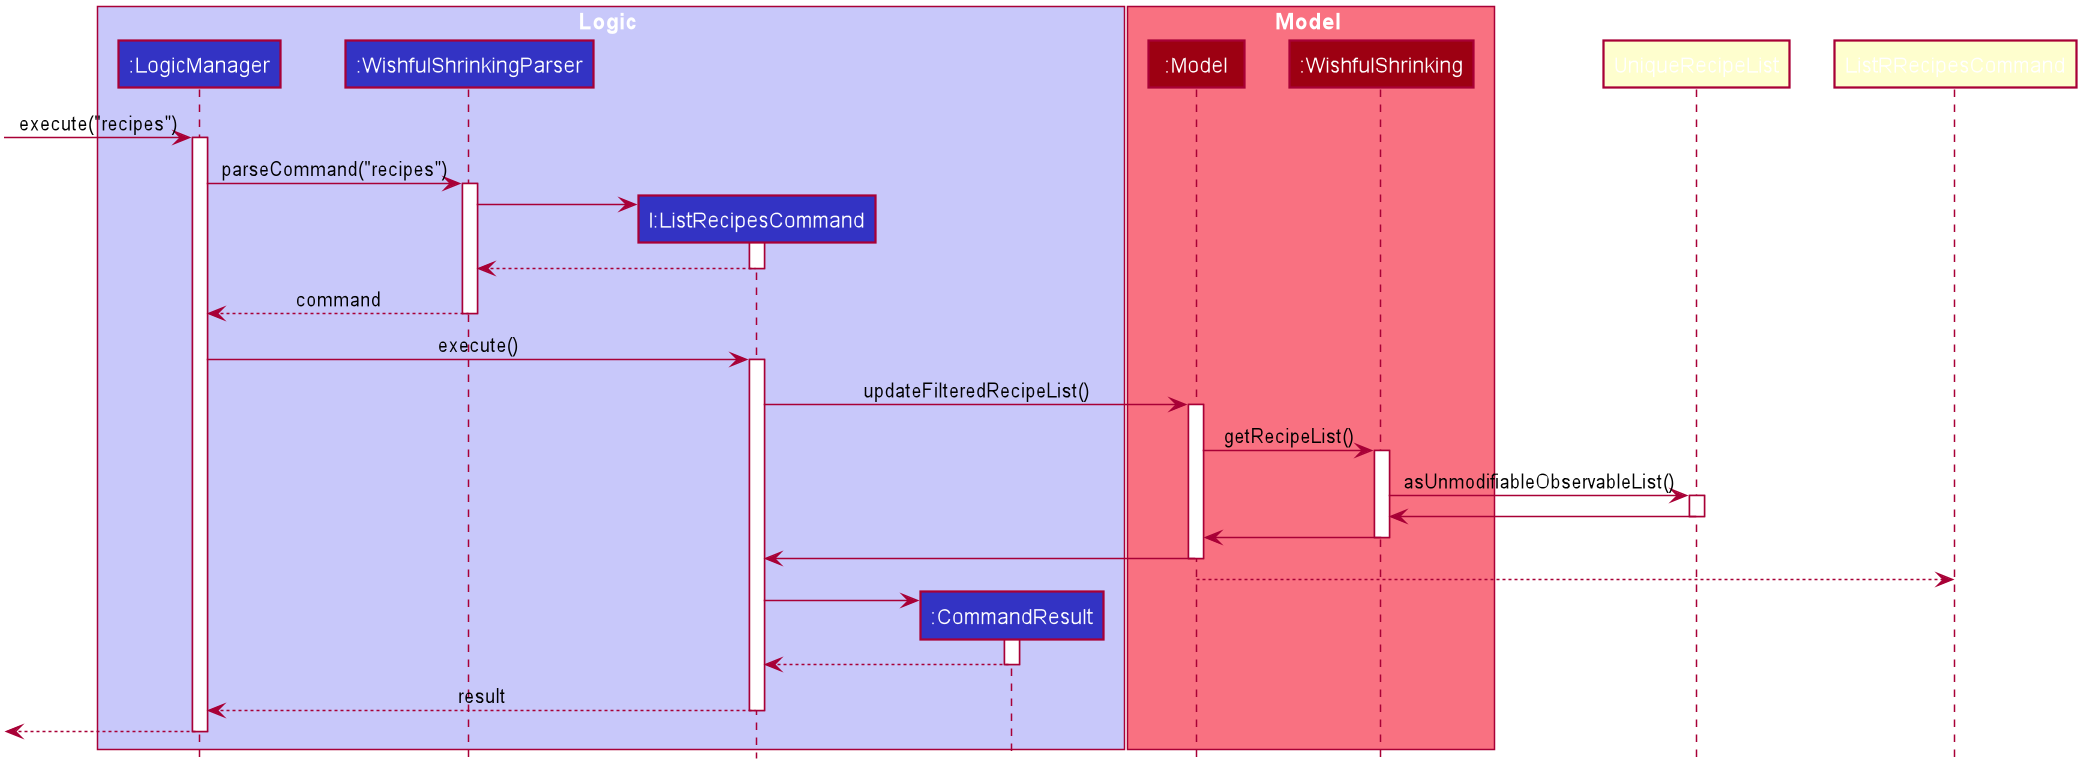 Logic
Model
:LogicManager
:WishfulShrinkingParser
:Model
:WishfulShrinking
UniqueRecipeList
ListRRecipesCommand
execute("recipes")
parseCommand("recipes")
l:ListRecipesCommand
command
execute()
updateFilteredRecipeList()
getRecipeList()
asUnmodifiableObservableList()
:CommandResult
result